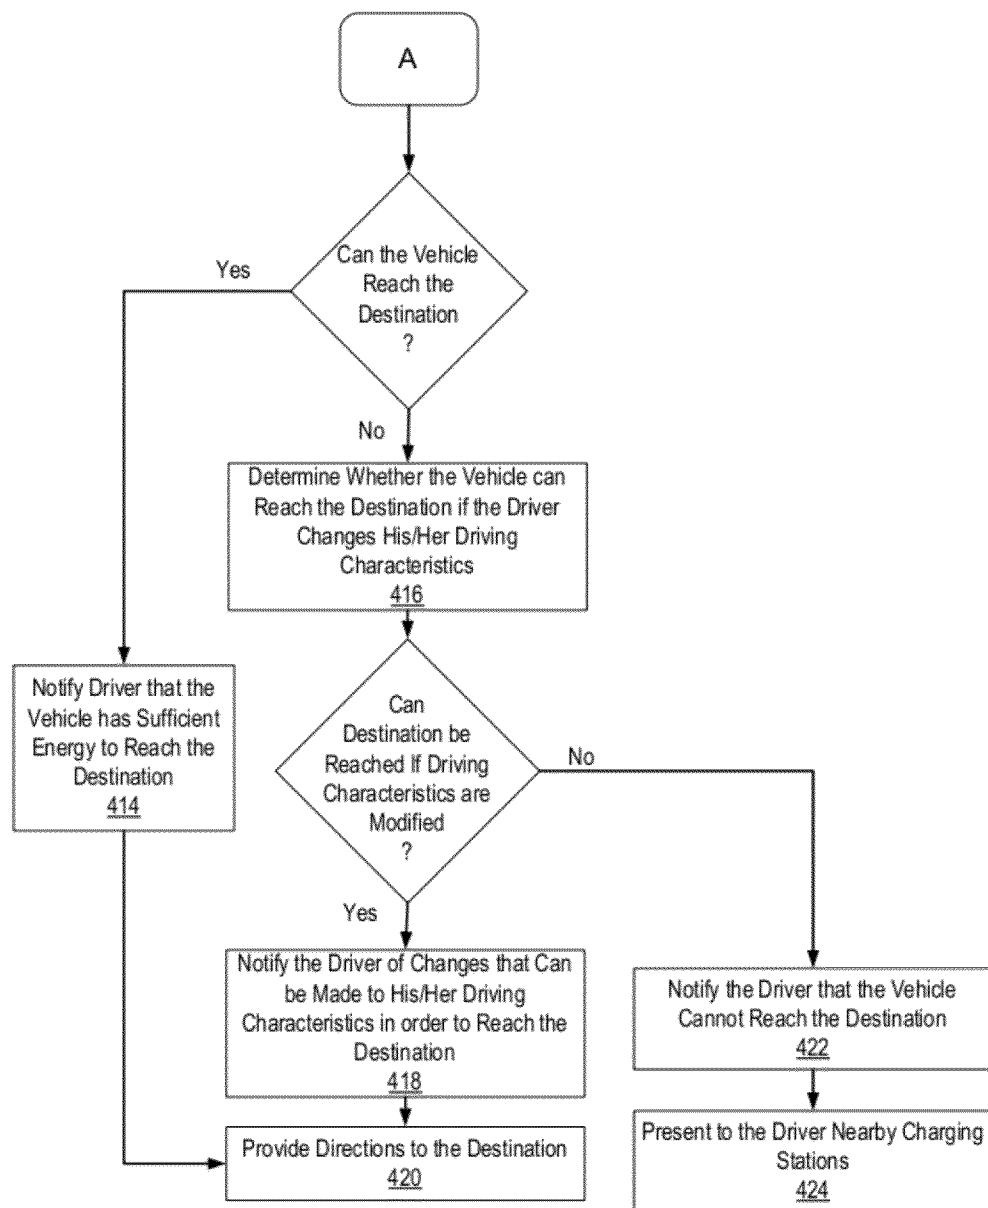 A
Can the Vehicle
Reach the
Destination
?
Yes
No
Determine Whether the Vehicle can
Reach the Destination if the Driver
Changes His/Her Driving
Characteristics
416
Notify Driver that the
Vehicle has Sufficient
Energy to Reach the
Destination
414
Can
Destination be
Reached If Driving
Characteristics are
Modified
?
No
Yes
Notify the Driver of Changes that Can
be Made to His/Her Driving
Characteristics in order to Reach the
Destination
418
Notify the Driver that the Vehicle
Cannot Reach the Destination
422
Provide Directions to the Destination
420
Present to the Driver Nearby Charging
Stations
424